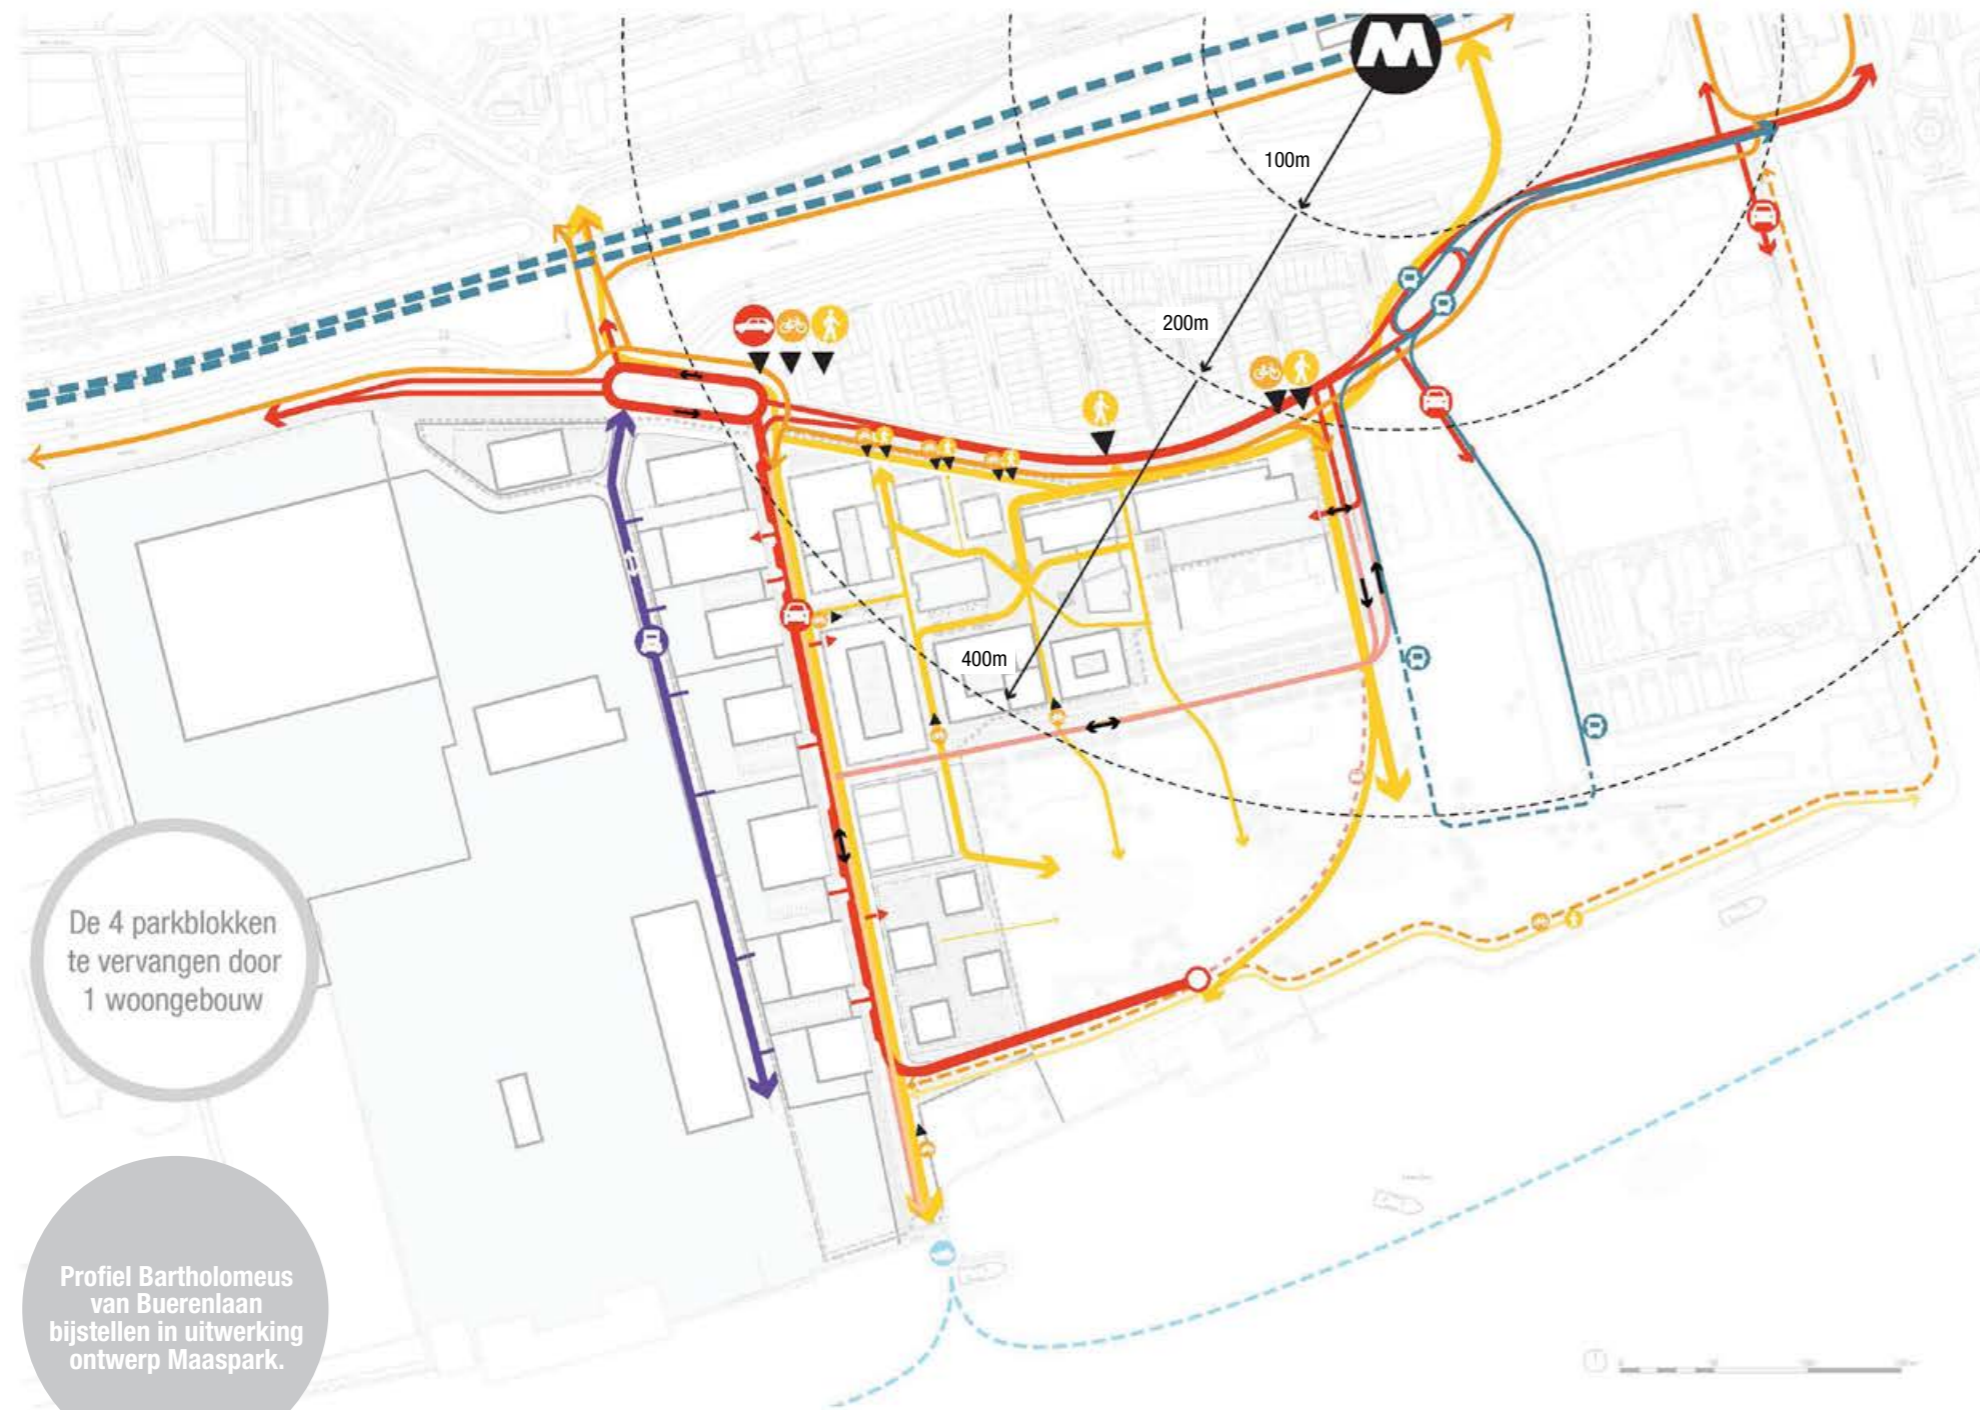 M
100m
200m
400m
De 4 parkblokken
te vervangen door
1 woongebouw
Profiel Bartholomeus
van Buerenlaan
bijstellen in uitwerking
ontwerp Maaspark.